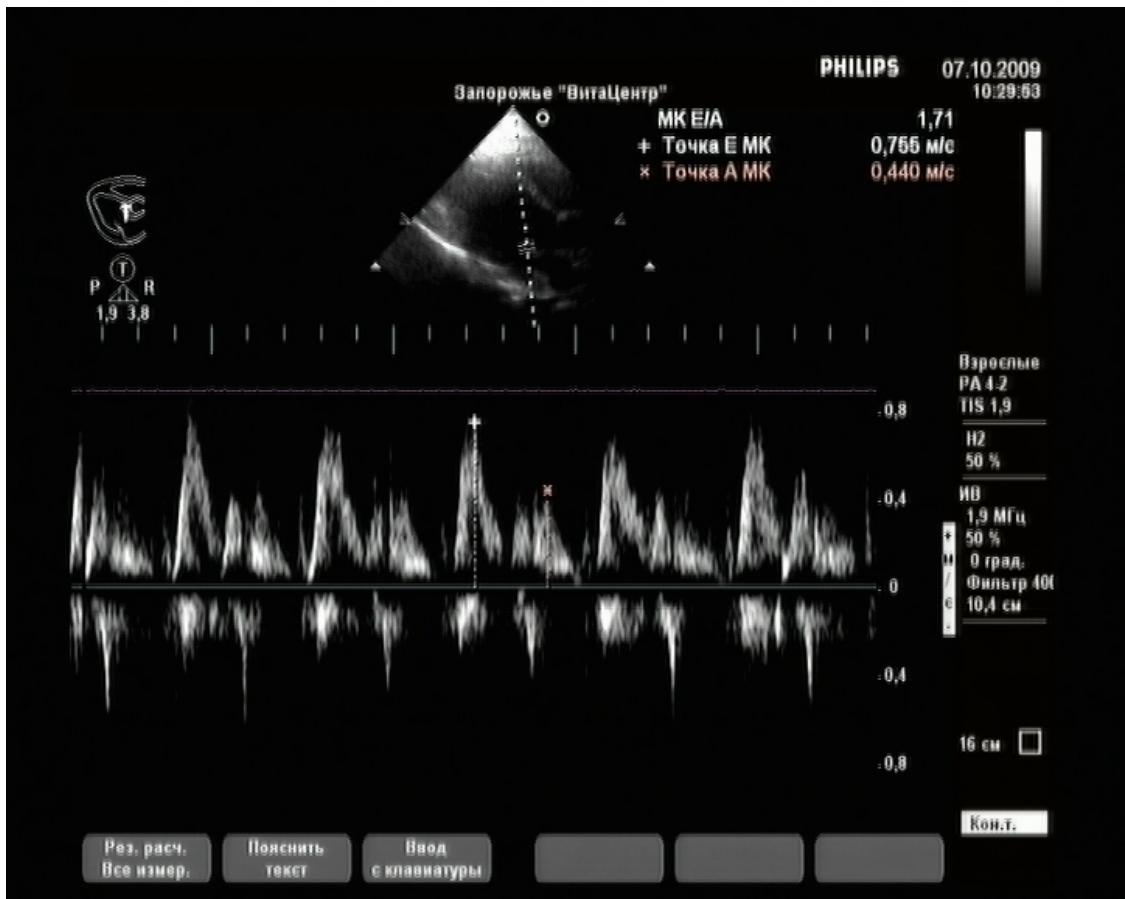 PHILIPS
07.10.2009
10:29:53
Запорожье "ВитаЦентр"
МК Е/А 1,71
+ Точка Е МК 0,755 м/с
× Точка А МК 0,440 м/с
T
P R
1,9 3,8
Взрослые
PA 4-2
TIS 1,9
H2
50 %
ИВ
1,9 МГц
50 %
0 град.
Фильтр 400
10,4 см
+
м
/
с
-
0,8
0,4
0
0,4
0,8
16 см
Кон.т.
Рез. расч.
Все измер.
Пояснить
текст
Ввод
с клавиатуры